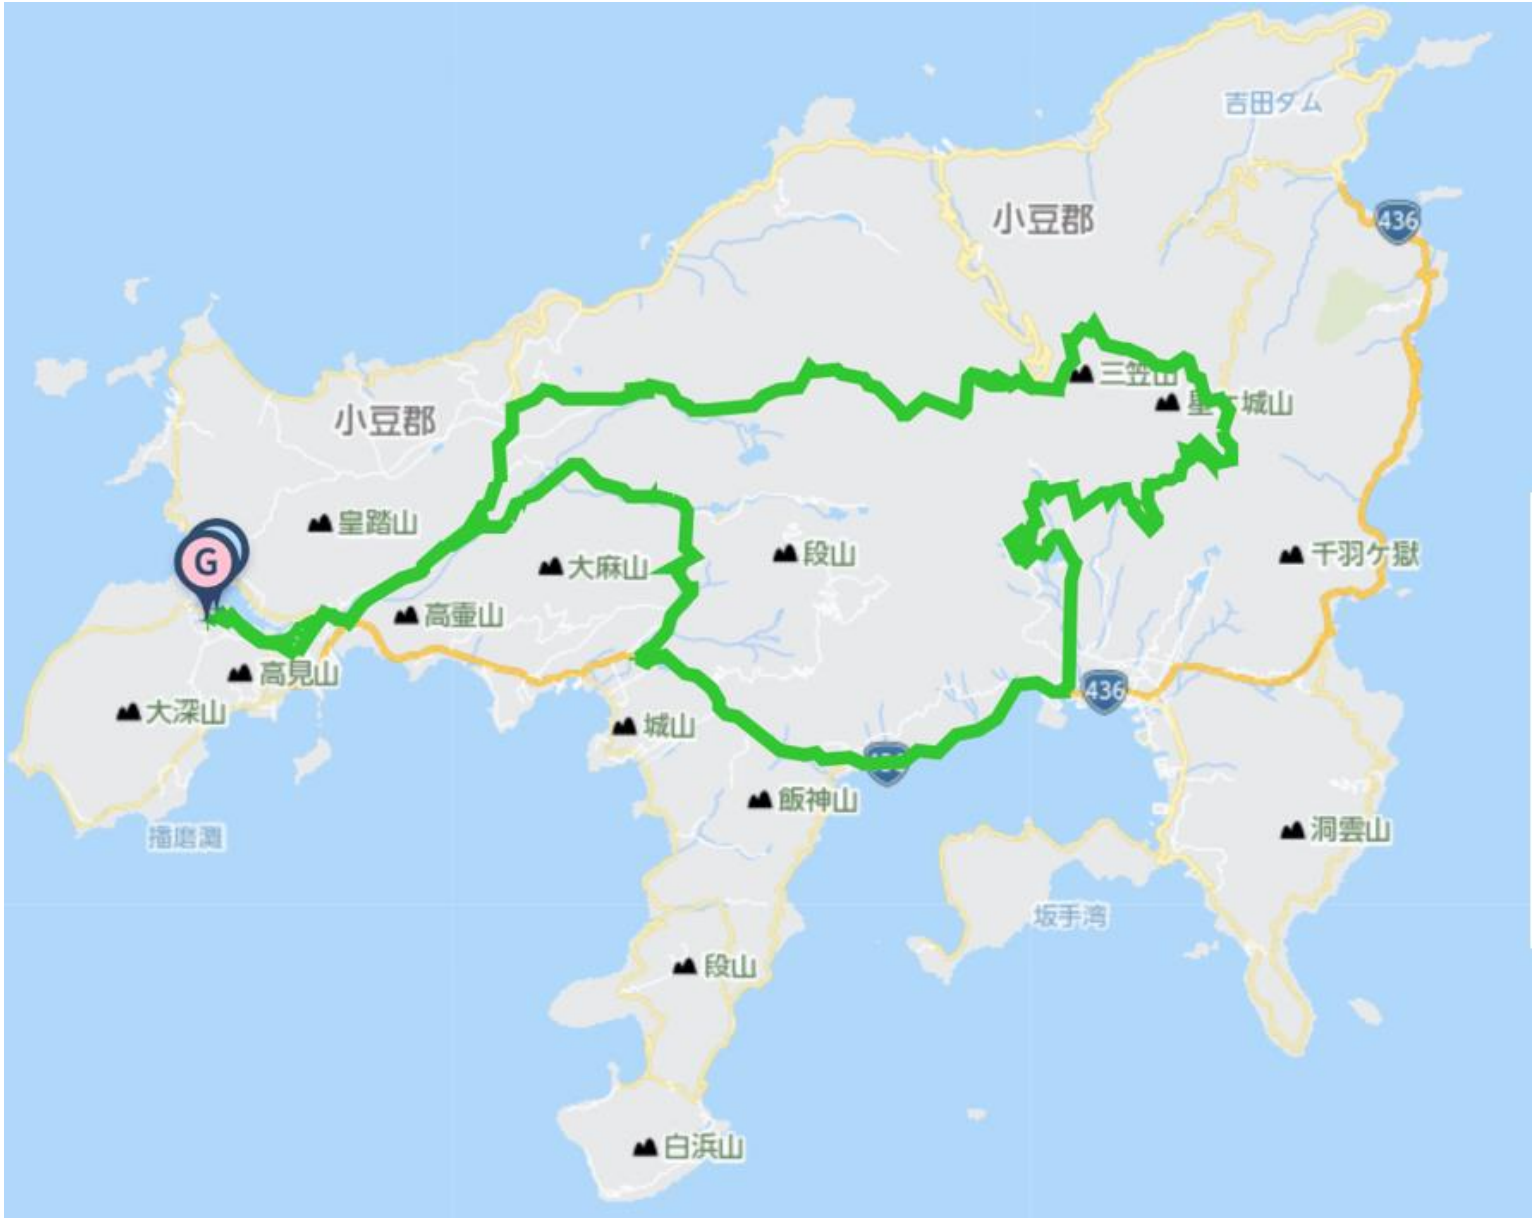 吉田ダム
小豆郡
436
三笠山
星ヶ城山
小豆郡
皇踏山
G
大麻山
段山
千羽ケ獄
高壷山
高見山
大深山
436
城山
飯神山
播磨灘
洞雲山
坂手湾
段山
白浜山